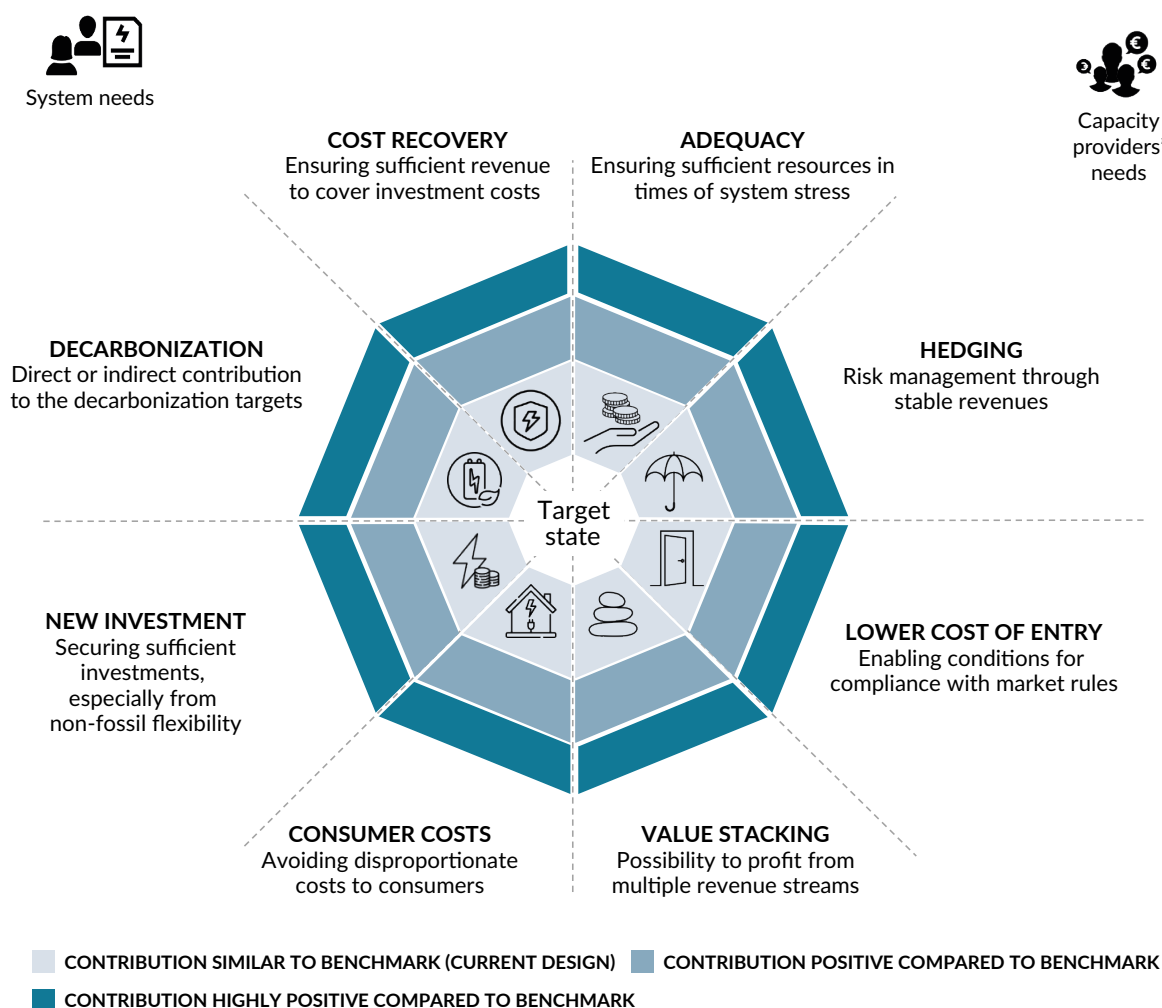 System needs
Capacity
providers'
needs
COST RECOVERY
Ensuring sufficient revenue
to cover investment costs
ADEQUACY
Ensuring sufficient resources in
times of system stress
DECARBONIZATION
Direct or indirect contribution
to the decarbonization targets
HEDGING
Risk management through
stable revenues
Target
state
NEW INVESTMENT
Securing sufficient
investments,
especially from
non-fossil flexibility
LOWER COST OF ENTRY
Enabling conditions for
compliance with market rules
CONSUMER COSTS
Avoiding disproportionate
costs to consumers
VALUE STACKING
Possibility to profit from
multiple revenue streams
CONTRIBUTION SIMILAR TO BENCHMARK (CURRENT DESIGN)
CONTRIBUTION POSITIVE COMPARED TO BENCHMARK
CONTRIBUTION HIGHLY POSITIVE COMPARED TO BENCHMARK